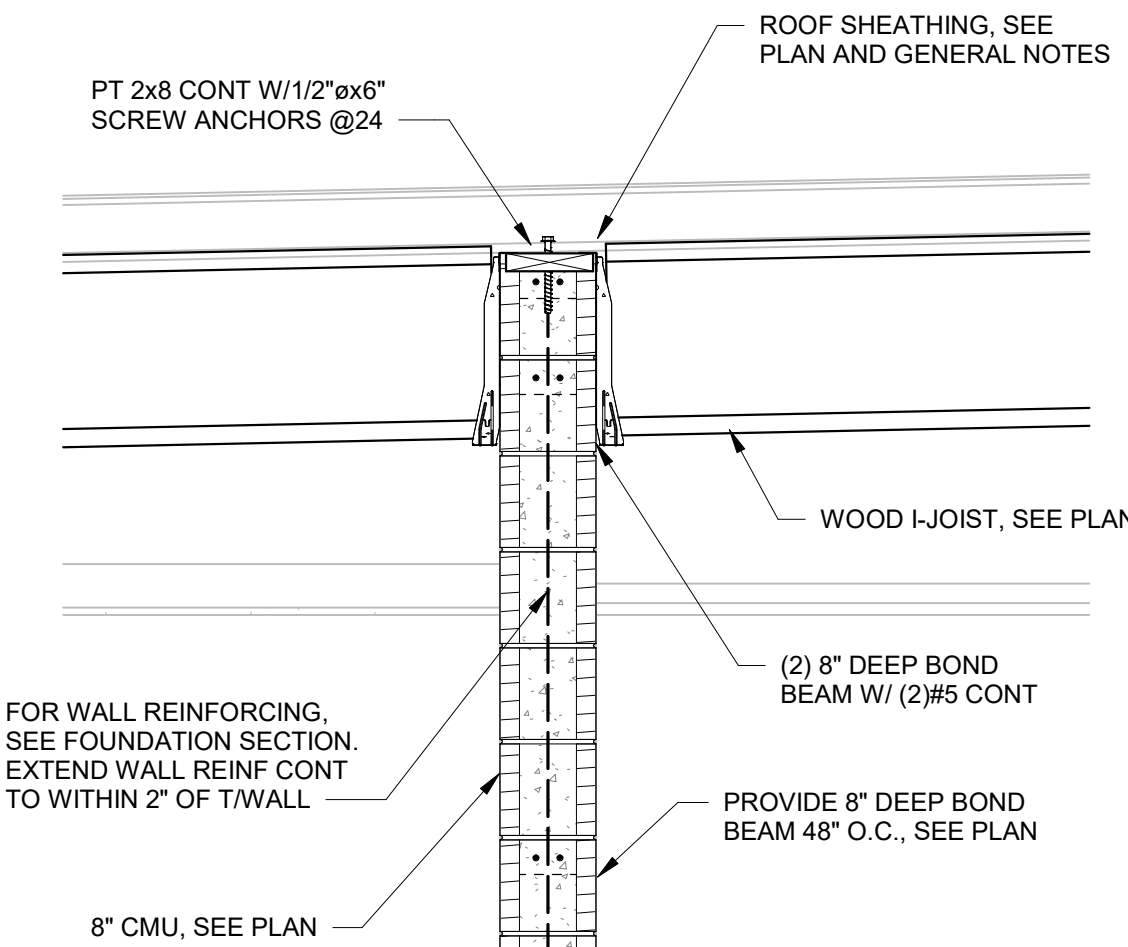 ROOF SHEATHING, SEE
PLAN AND GENERAL NOTES
PT 2x8 CONT W/1/2"øx6"
SCREW ANCHORS @24
WOOD I-JOIST, SEE PLAN
(2) 8" DEEP BOND
BEAM W/ (2)#5 CONT
FOR WALL REINFORCING,
SEE FOUNDATION SECTION.
EXTEND WALL REINF CONT
TO WITHIN 2" OF T/WALL
PROVIDE 8" DEEP BOND
BEAM 48" O.C., SEE PLAN
8" CMU, SEE PLAN